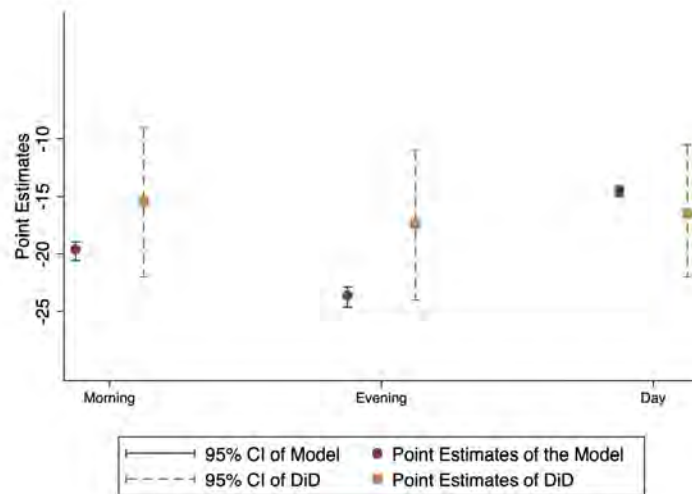 Point Estimates
-10
-15
-20
-25
Morning
Evening
Day
95% CI of Model
Point Estimates of the Model
95% CI of DiD
Point Estimates of DiD